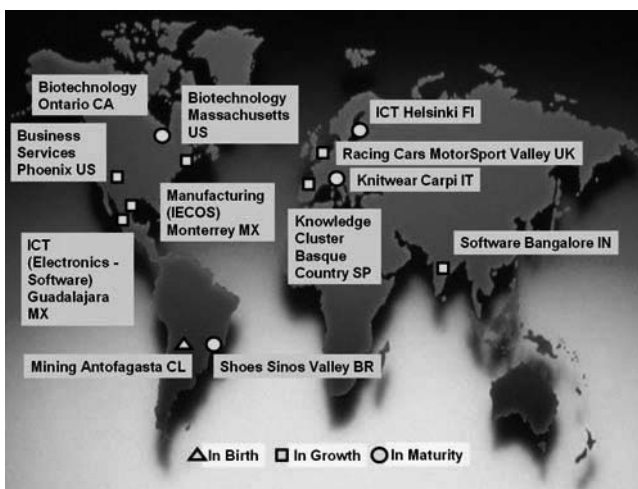 Biotechnology
Ontario CA
Biotechnology
Massachusetts
US
ICT Helsinki FI
Business
Services
Phoenix US
Racing Cars MotorSport Valley UK
Knitwear Carpi IT
Manufacturing
(IECOS)
Monterrey MX
Knowledge
Cluster
Basque
Country SP
Software Bangalore IN
ICT
(Electronics -
Software)
Guadalajara
MX
Mining Antofagasta CL
Shoes Sinos Valley BR
In Birth
In Growth
In Maturity